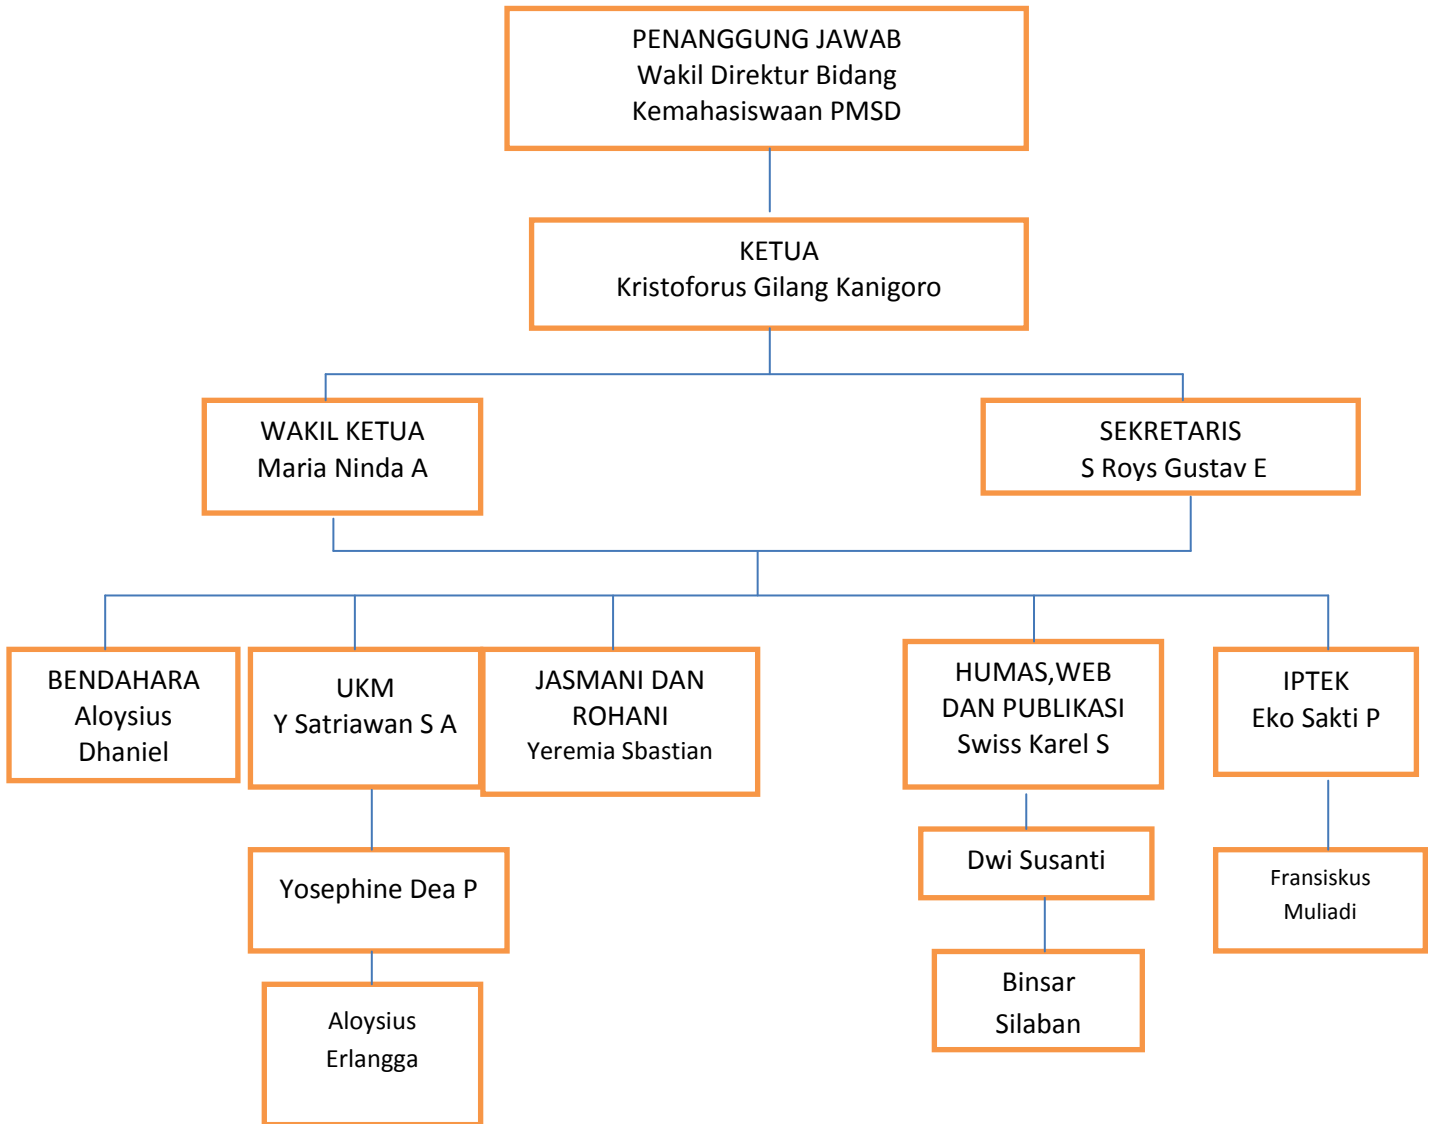 PENANGGUNG JAWAB
Wakil Direktur Bidang
Kemahasiswaan PMSD
KETUA
Kristoforus Gilang Kanigoro
WAKIL KETUA
Maria Ninda A
SEKRETARIS
S Roys Gustav E
BENDAHARA
Aloysius
Dhaniel
UKM
Y Satriawan S A
JASMANI DAN
ROHANI
Yeremia Sbastian
HUMAS,WEB
DAN PUBLIKASI
Swiss Karel S
IPTEK
Eko Sakti P
Yosephine Dea P
Dwi Susanti
Fransiskus
Muliadi
Aloysius
Erlangga
Binsar
Silaban